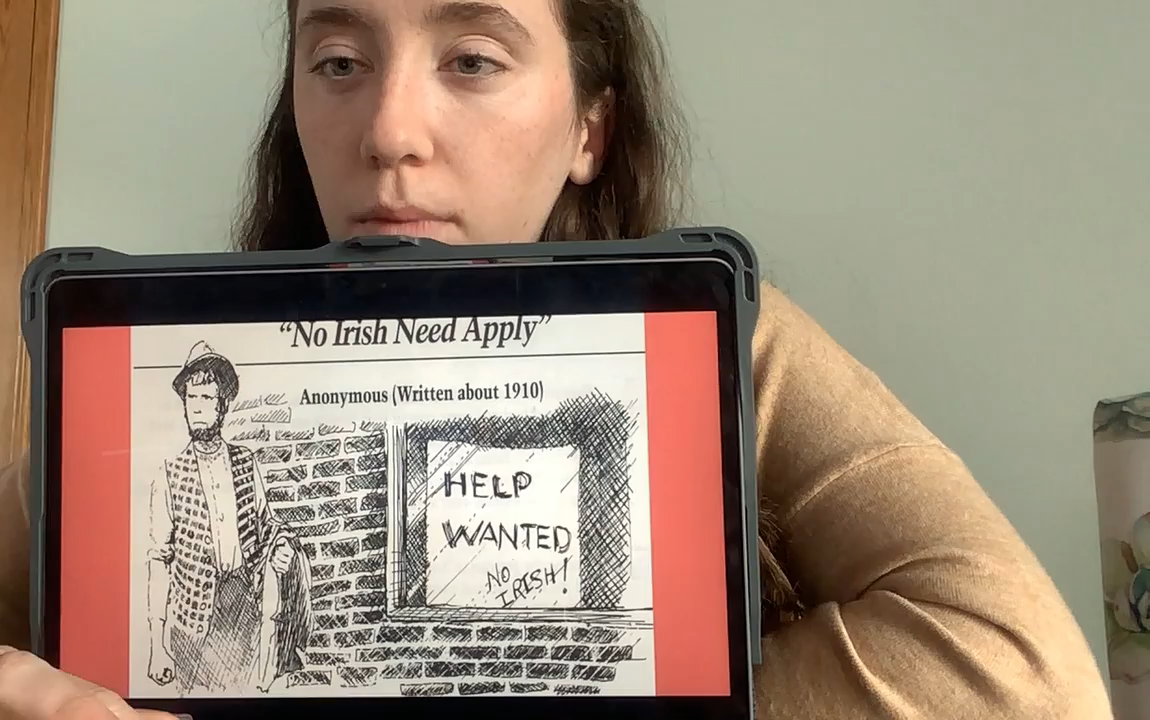 “No Irish Need Apply”
Anonymous (Written about 1910)
HELP
WANTED
NO
IRISH!